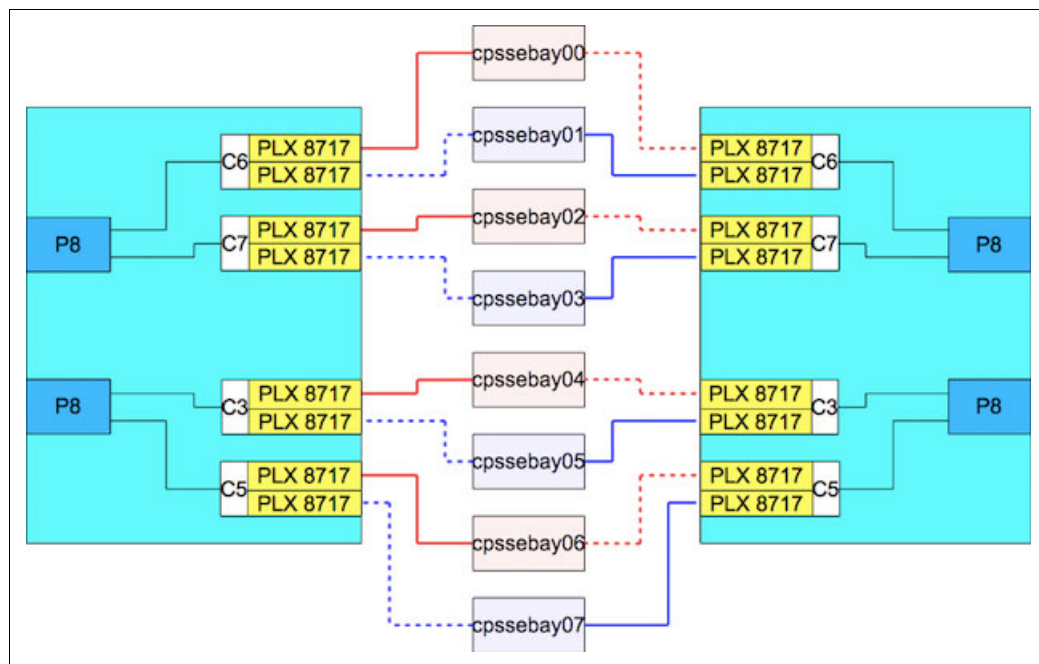 cpssebay00
cpssebay01
C6 PLX 8717 PLX 8717 C6
PLX 8717 PLX 8717
cpssebay02
P8 C7 PLX 8717 PLX 8717 C7 P8
PLX 8717 PLX 8717
cpssebay03
cpssebay04
P8 C3 PLX 8717 PLX 8717 C3 P8
PLX 8717 PLX 8717
cpssebay05
C5 PLX 8717 PLX 8717 C5
PLX 8717 PLX 8717
cpssebay06
cpssebay07